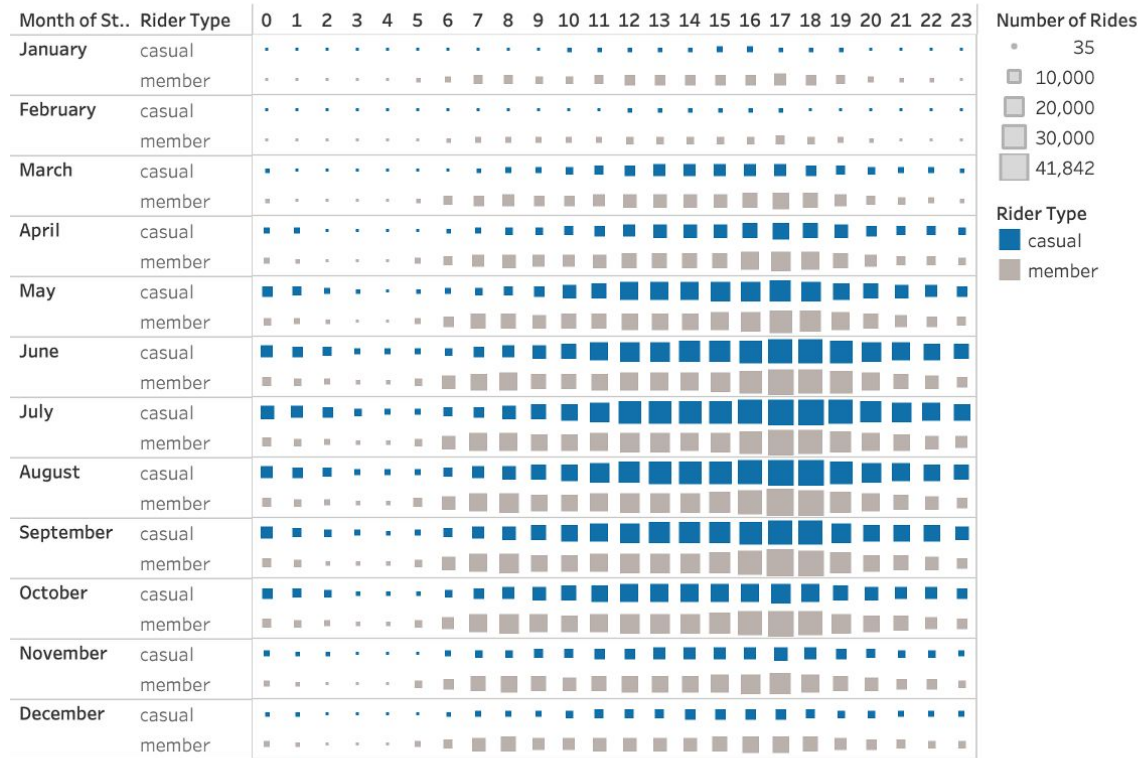 Month of St.. Rider Type 0 1 2 3 4 5 6 7 8 9 10 11 12 13 14 15 16 17 18 19 20 21 22 23
January casual
member
February casual
member
March casual
member
April casual
member
May casual
member
June casual
member
July casual
member
August casual
member
September casual
member
October casual
member
November casual
member
December casual
member
Number of Rides
35
10,000
20,000
30,000
41,842
Rider Type
casual
member